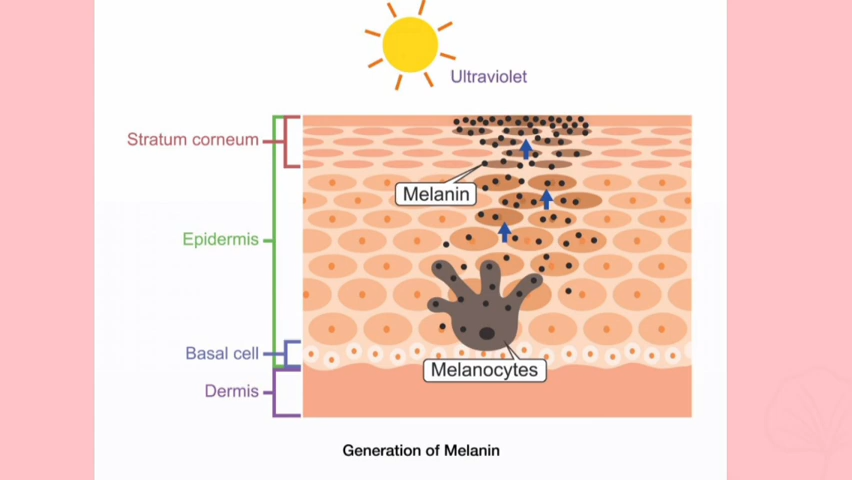 Ultraviolet
Stratum corneum
Melanin
Epidermis
Basal cell
Melanocytes
Dermis
Generation of Melanin